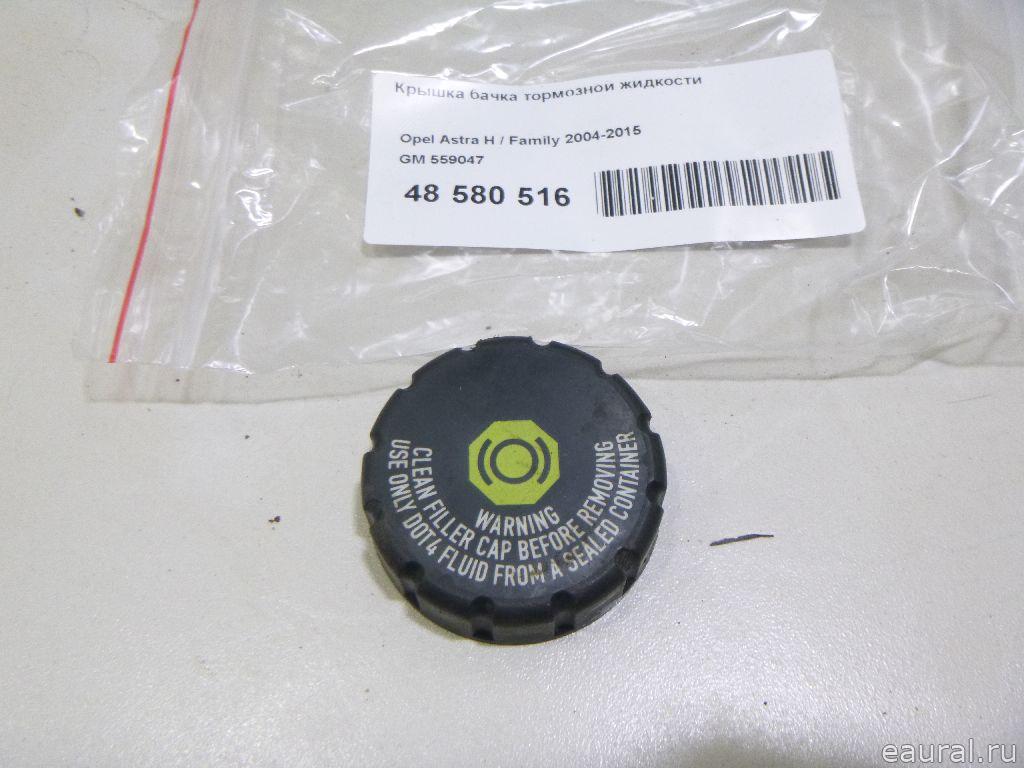 Крышка бачка тормозной жидкости
Opel Astra H / Family 2004-2015
GM 559047
48 580 516
WARNING
CLEAN FILLER CAP BEFORE REMOVING
USE ONLY DOT4 FLUID FROM A SEALED CONTAINER
eaural.ru